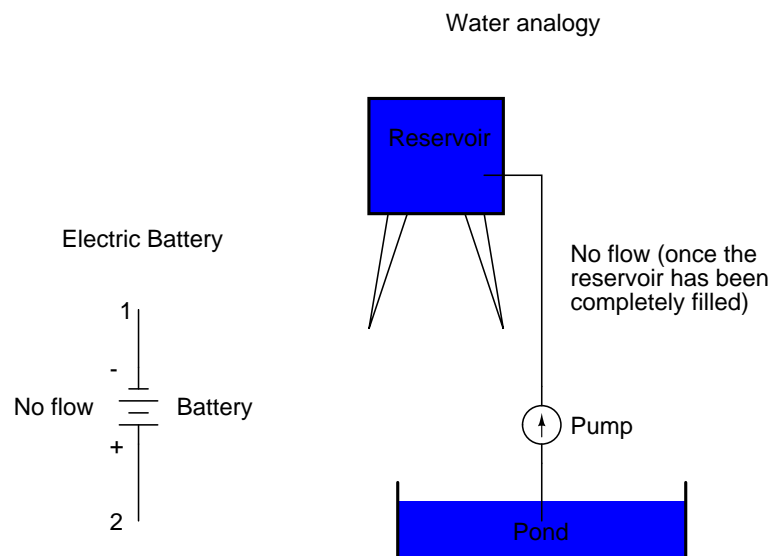 Water analogy
Reservoir
Electric Battery
No flow (once the
reservoir has been
completely filled)
1
-
No flow
Battery
+
Pump
2
Pond